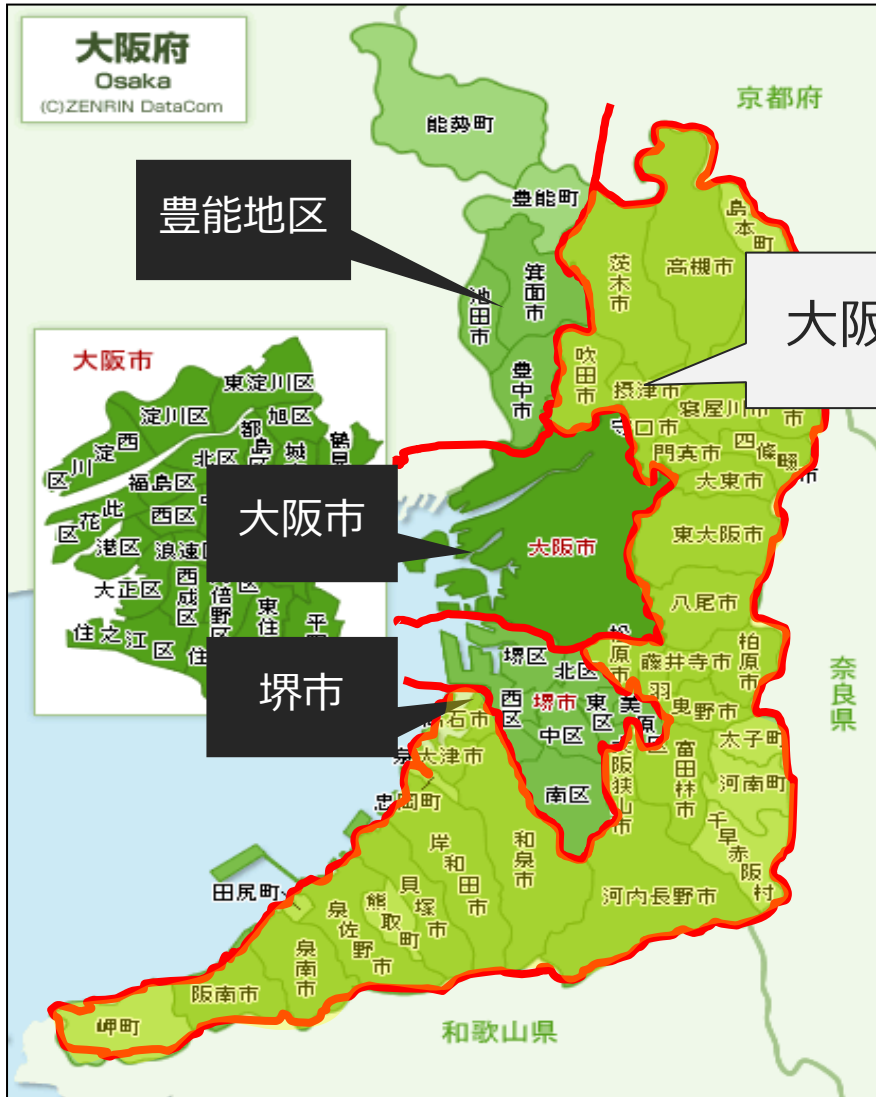 大阪府
Osaka
(C)ZENRIN DataCom
京都府
能勢町
豊能町
豊能地区
島本町
高槻市
茨木市
箕面市
池田市
豊中市
吹田市
摂津市
大阪
寝屋川市
市
口市
門真市
四條畷
市
大東市
大阪市
東淀川区
淀川区
旭区
西淀川区
都島区
北区
城
鶴見
福島区
此花区
西区
港区
浪速区
大正区
西成区
倍野区
東住
平
住之江区
住
大阪市
大阪市
東大阪市
八尾市
松原市
藤井寺市
柏原市
奈良県
堺市
堺区
北区
西区
堺市
東区
美原区
中区
南区
羽曳野市
太子町
富田林市
河南町
千早赤阪村
高石市
泉大津市
忠岡町
阪狭山市
和泉市
岸和田市
貝塚市
熊取町
河内長野市
田尻町
泉佐野市
泉南市
阪南市
岬町
和歌山県